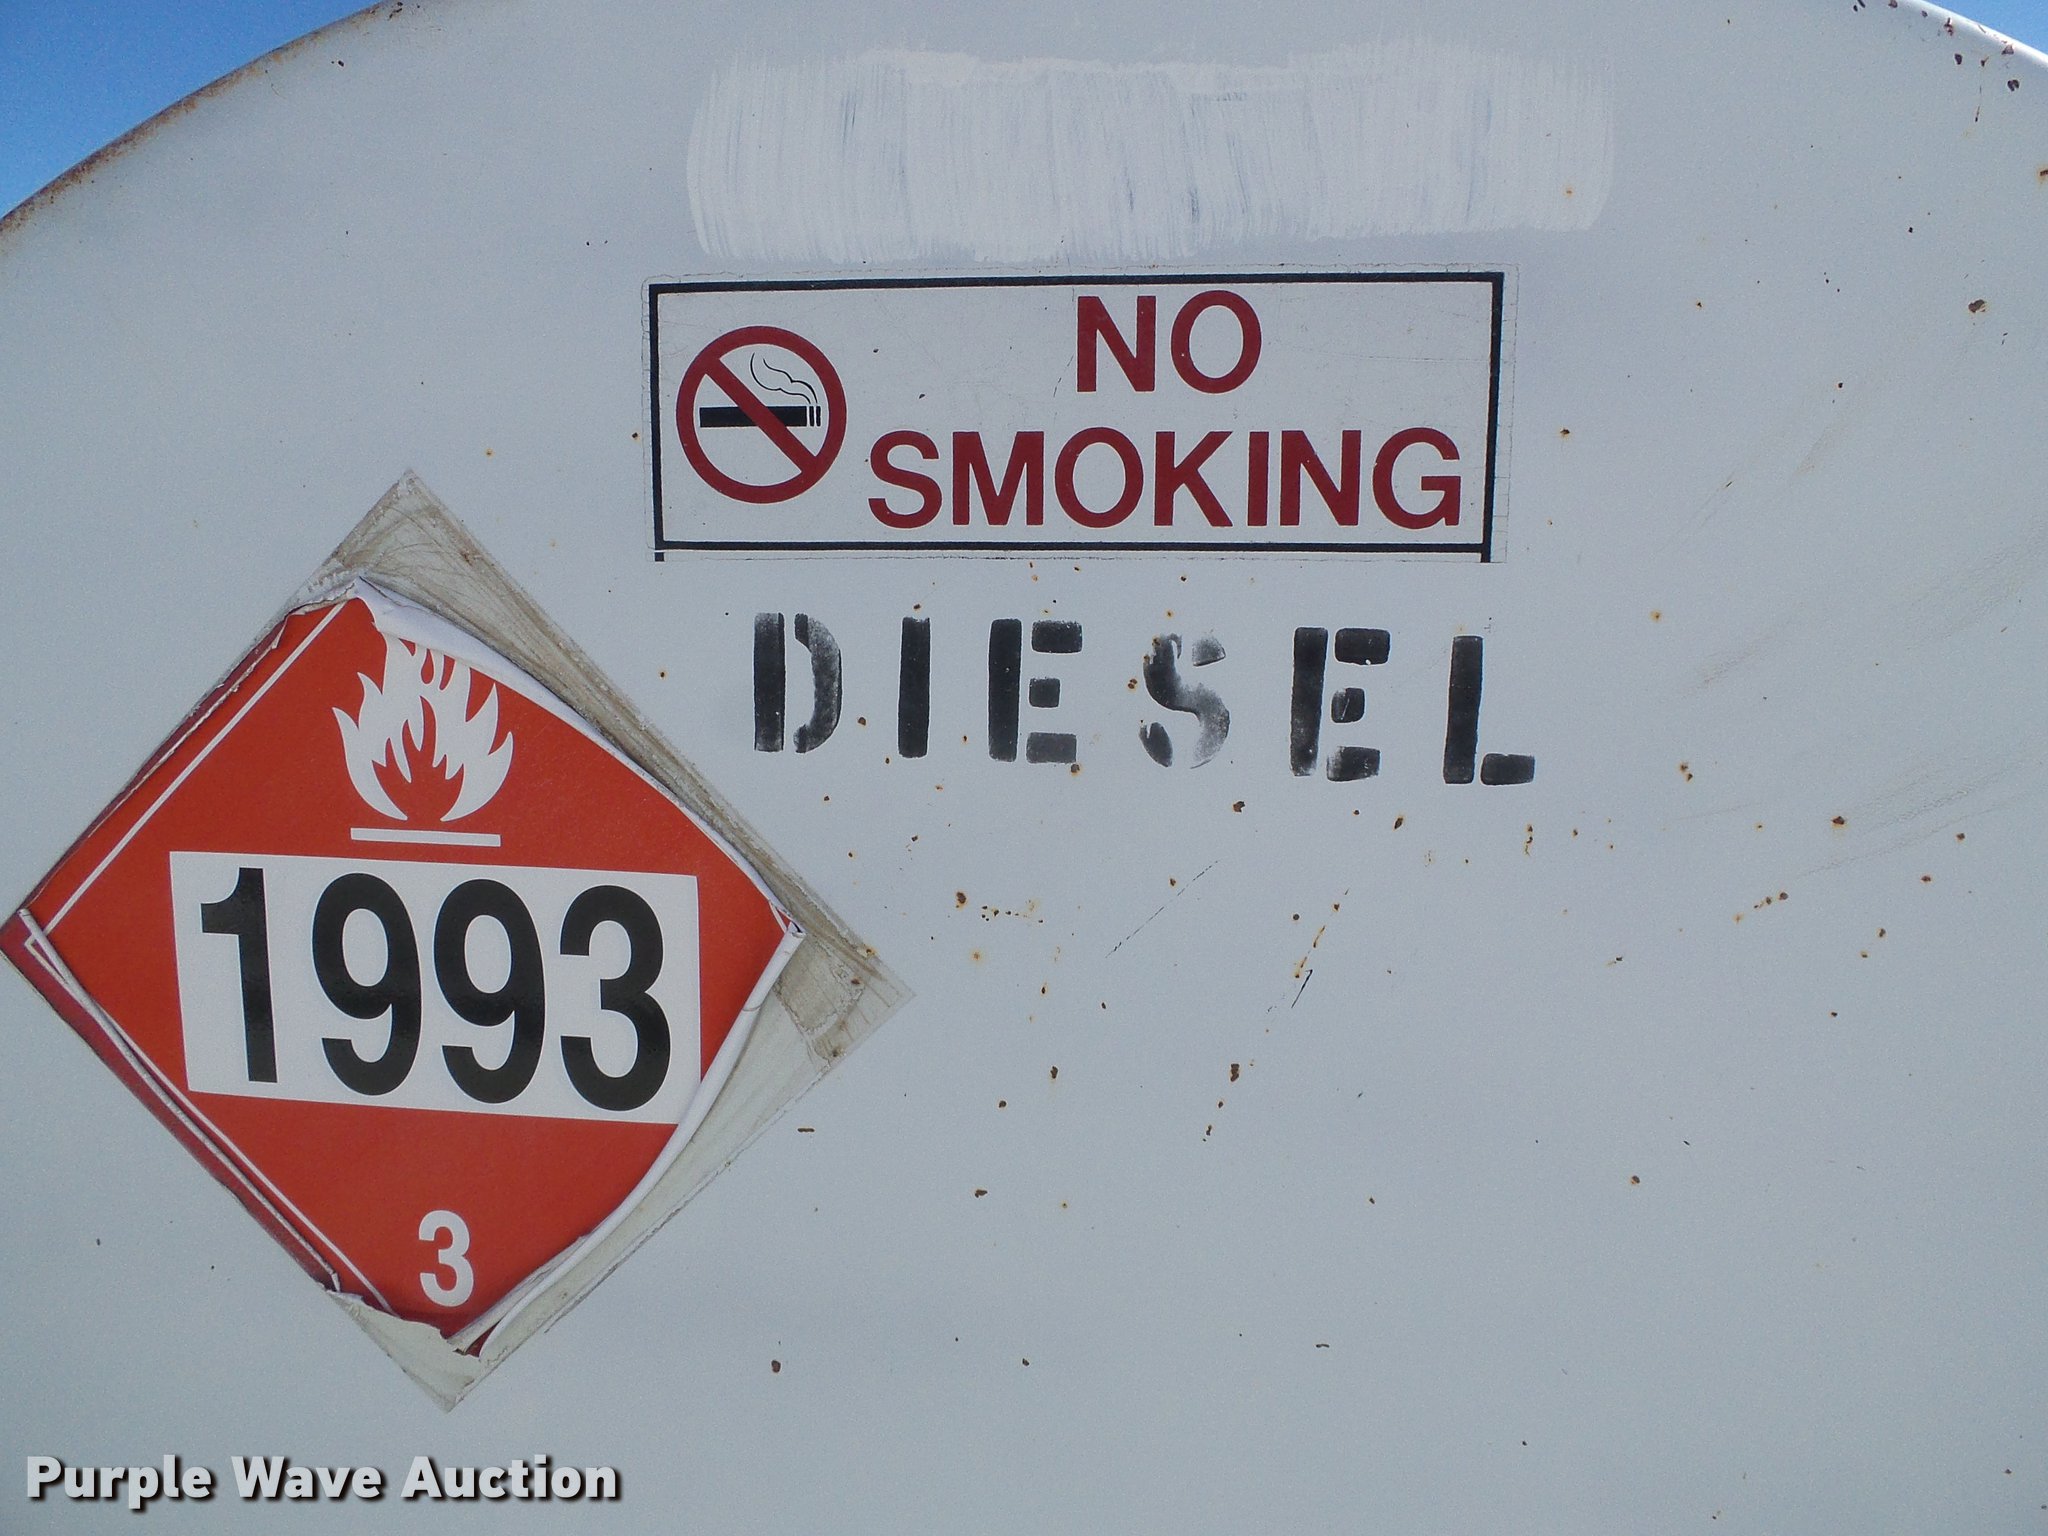 NO
SMOKING
DIESEL
1993
3
Purple Wave Auction